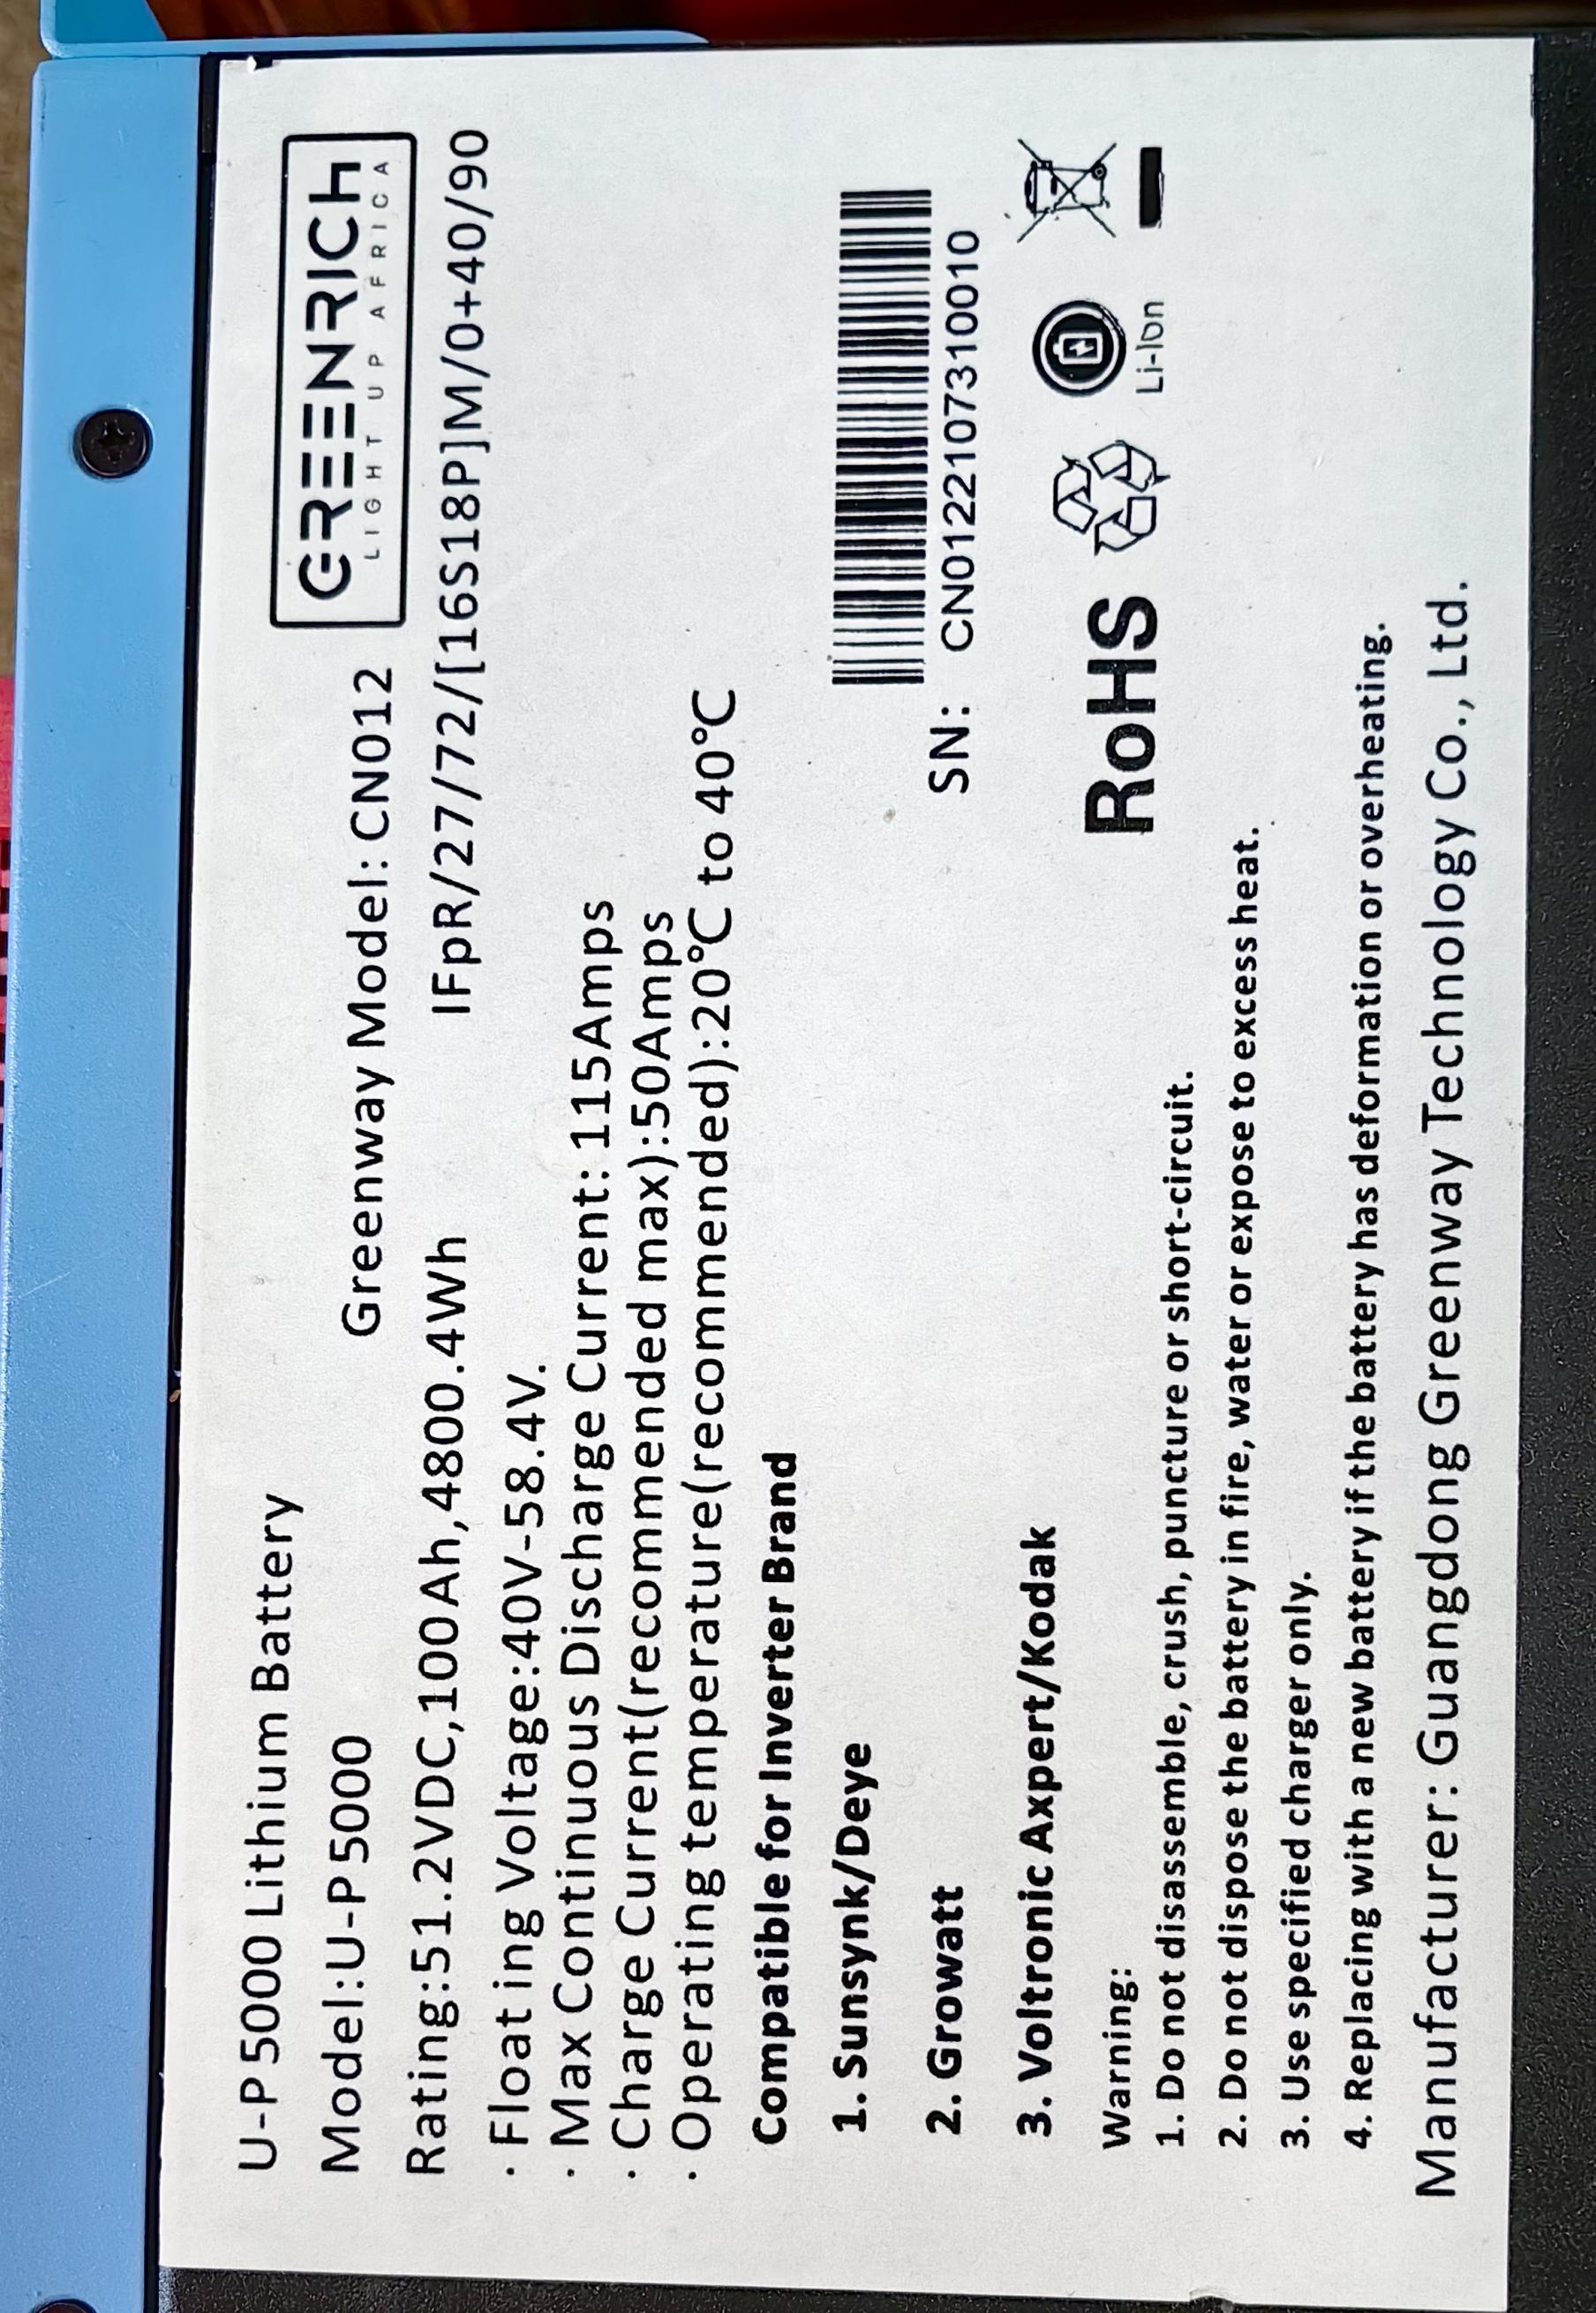 GREENRICH
LIGHT UP AFRICA
U-P5000 Lithium Battery
Model:U-P5000
Greenway Model: CN012
Rating:51.2VDC,100Ah,4800.4Wh
IFpR/27/72/[16S18P]M/0+40/90
· Floating Voltage:40V-58.4V.
· Max Continuous Discharge Current: 115Amps
· Charge Current(recommended max):50Amps
· Operating temperature(recommended):20℃ to 40℃
Compatible for Inverter Brand
1. Sunsynk/Deye
2. Growatt
3. Voltronic Axpert/Kodak
SN: CN012210731001​0
RoHS
Li-Ion
Warning:
1. Do not disassemble, crush, puncture or short-circuit.
2. Do not dispose the battery in fire, water or expose to excess heat.
3. Use specified charger only.
4. Replacing with a new battery if the battery has deformation or overheating.
Manufacturer: Guangdong Greenway Technology Co., Ltd.